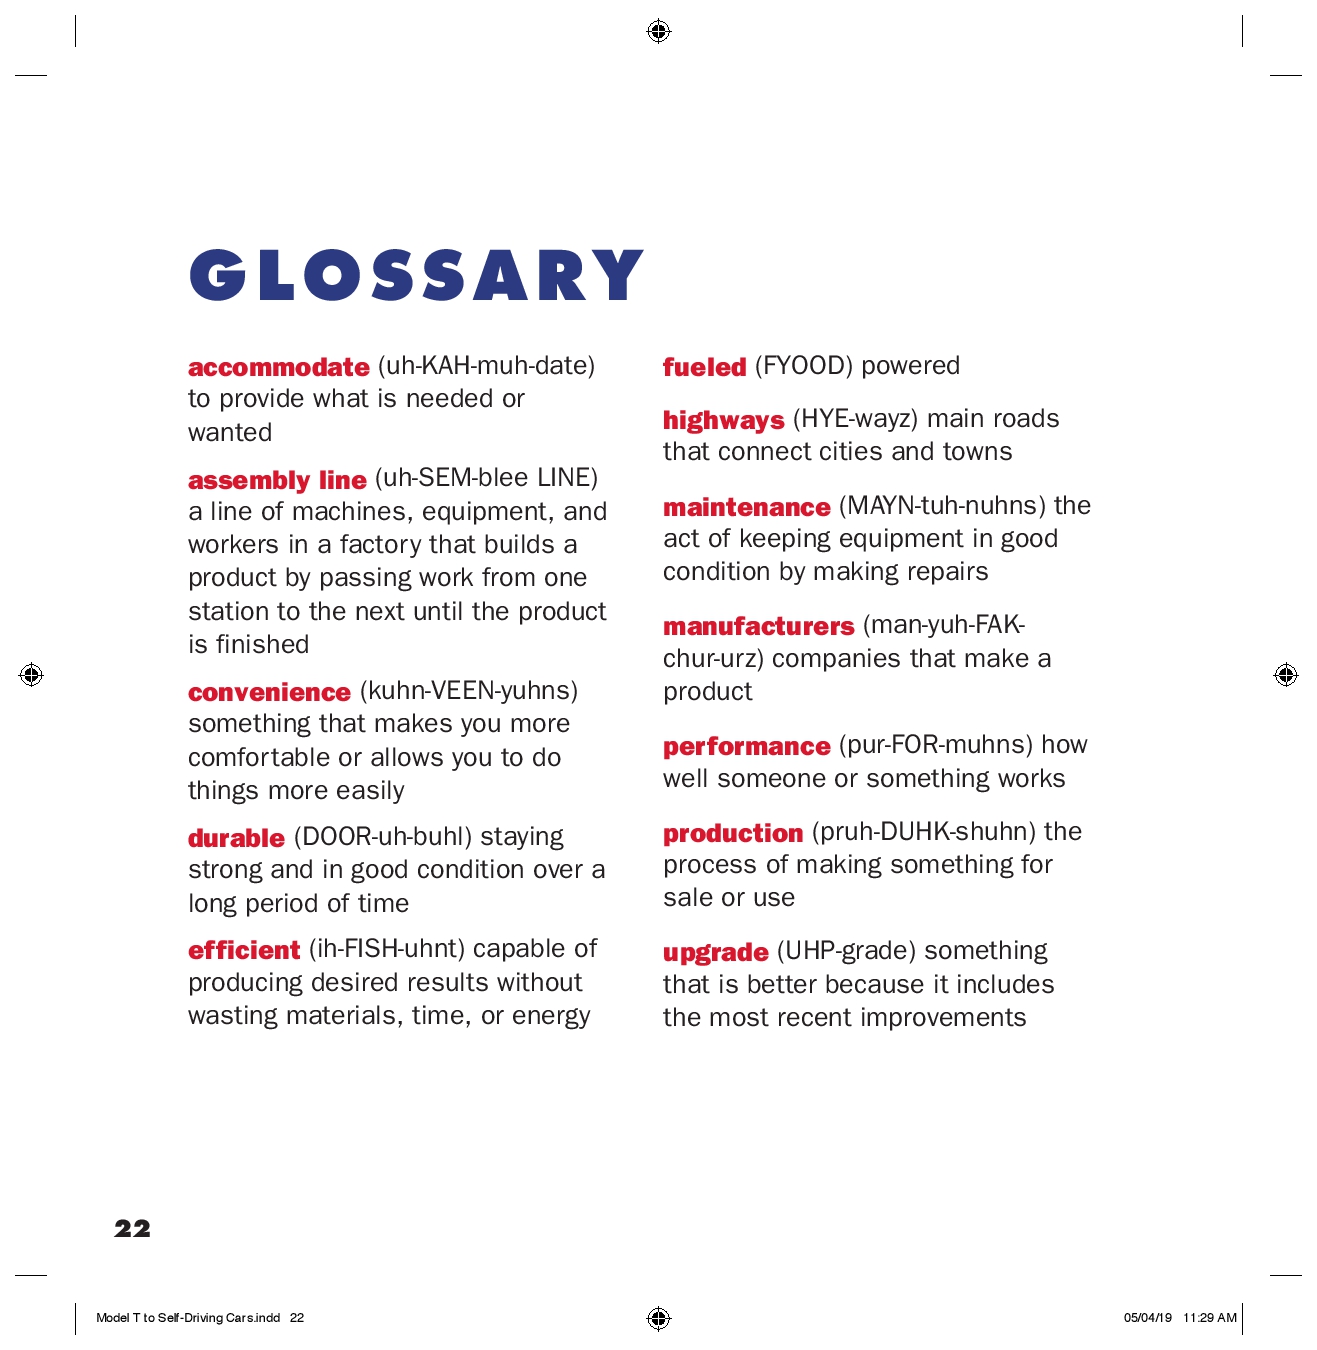 GLOSSARY
accommodate (uh-KAH-muh-date)
to provide what is needed or
wanted
assembly line (uh-SEM-blee LINE)
a line of machines, equipment, and
workers in a factory that builds a
product by passing work from one
station to the next until the product
is finished
convenience (kuhn-VEEN-yuhns)
something that makes you more
comfortable or allows you to do
things more easily
durable (DOOR-uh-buhl) staying
strong and in good condition over a
long period of time
efficient (ih-FISH-uhnt) capable of
producing desired results without
wasting materials, time, or energy
fueled (FYOOD) powered
highways (HYE-wayz) main roads
that connect cities and towns
maintenance (MAYN-tuh-nuhns) the
act of keeping equipment in good
condition by making repairs
manufacturers (man-yuh-FAK-
chur-urz) companies that make a
product
performance (pur-FOR-muhns) how
well someone or something works
production (pruh-DUHK-shuhn) the
process of making something for
sale or use
upgrade (UHP-grade) something
that is better because it includes
the most recent improvements
22
Model T to Self-Driving Cars.indd 22
05/04/19 11:29 AM